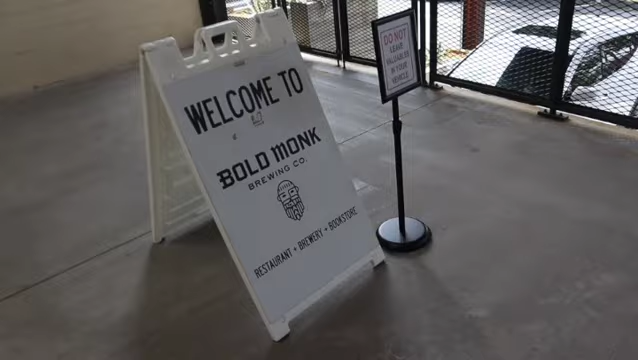 WELCOME TO
BOLD MONK
BREWING CO.
RESTAURANT + BREWERY + BOOKSTORE
DO NOT
LEAVE
VALUABLES
IN YOUR
VEHICLE